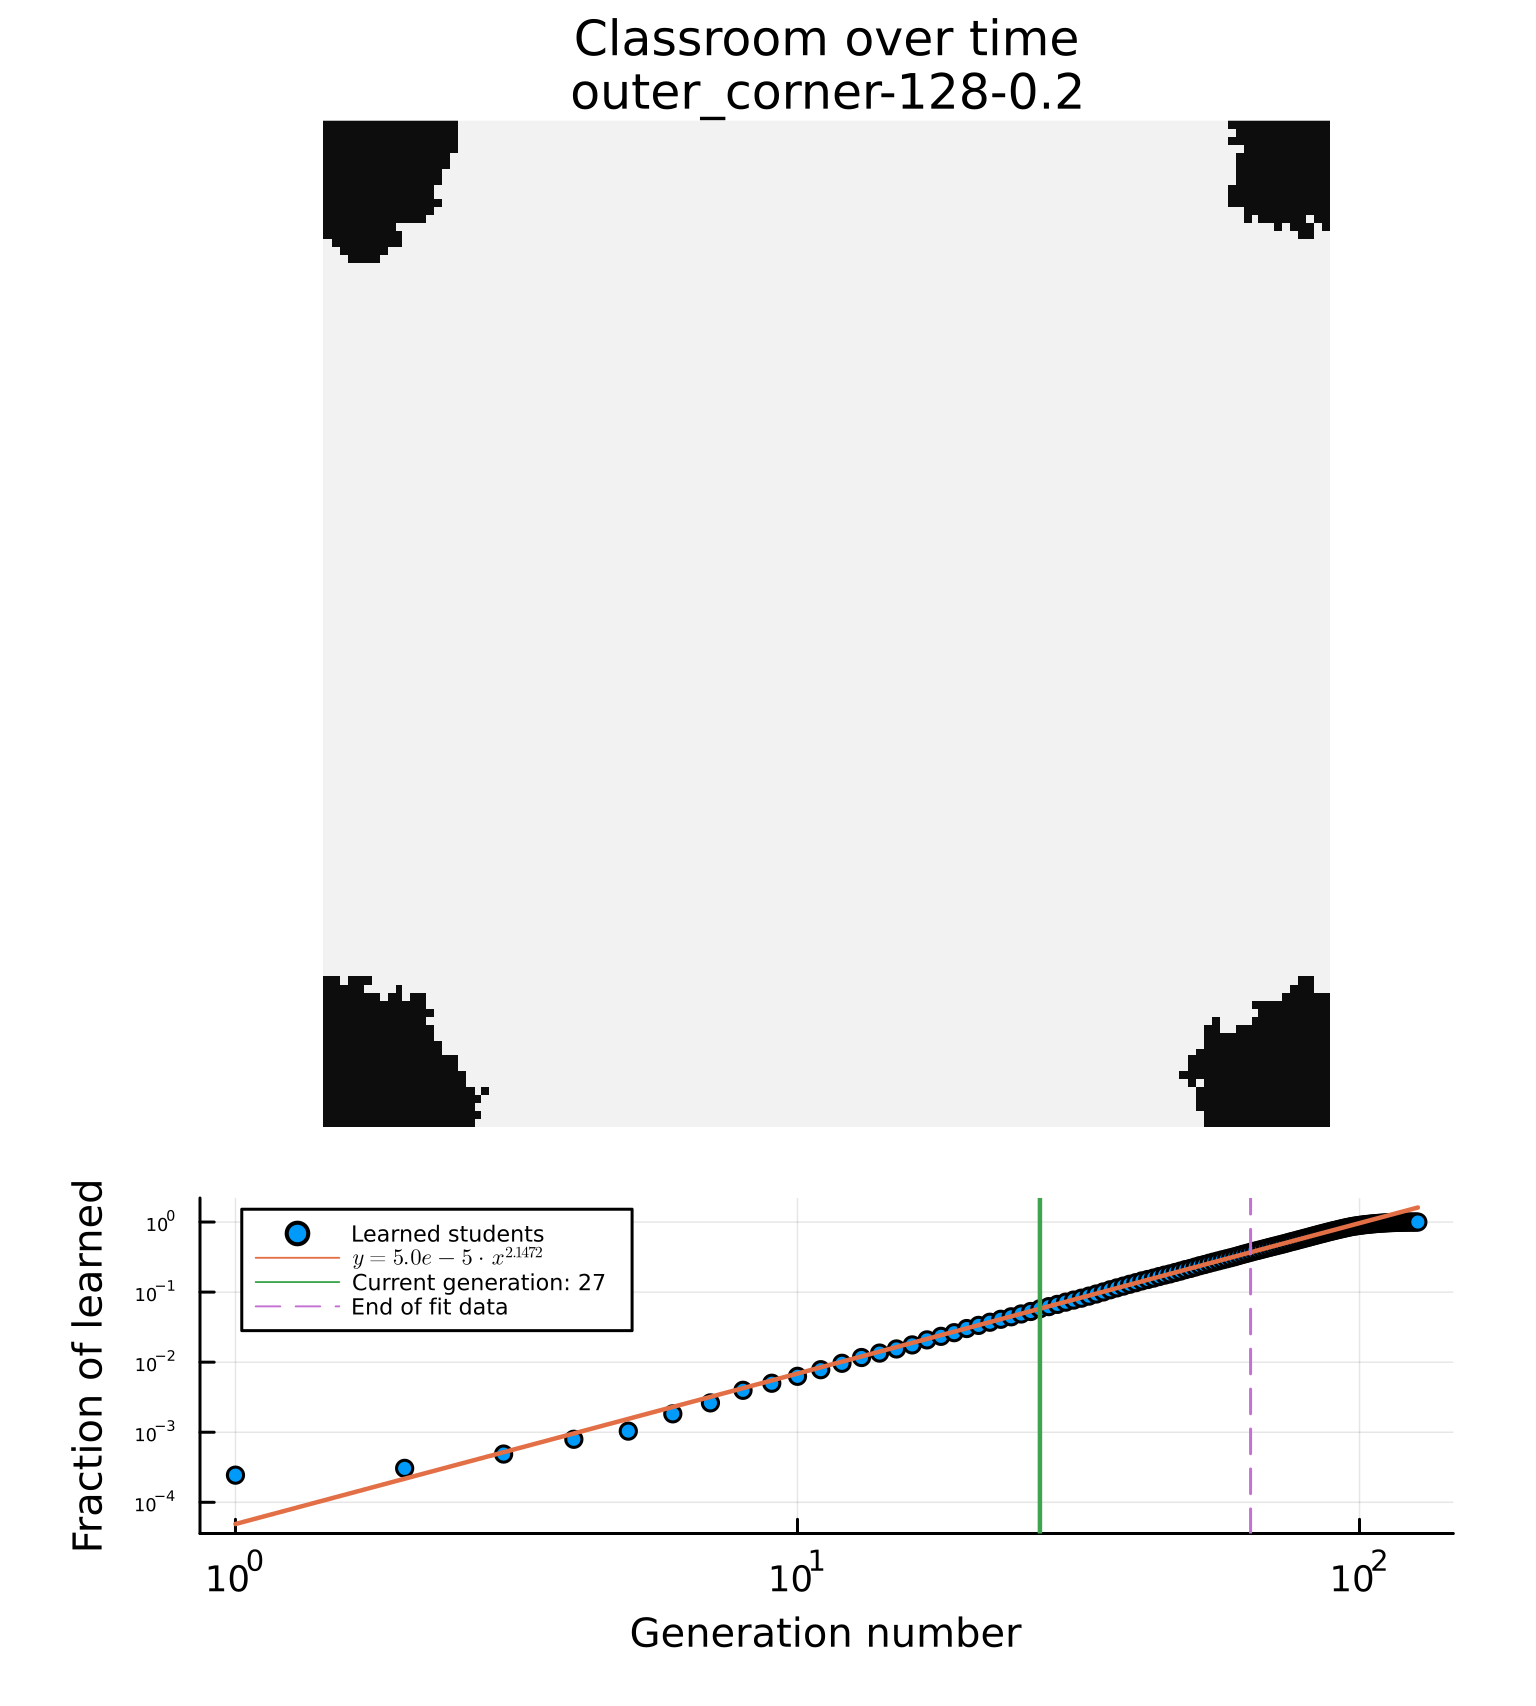 Classroom over time
outer_corner-128-0.2
Fraction of learned
10^0
10^-1
10^-2
10^-3
10^-4
Learned students
y = 5.0e − 5 · x^2.1472
Current generation: 27
End of fit data
10^0 10^1 10^2
Generation number